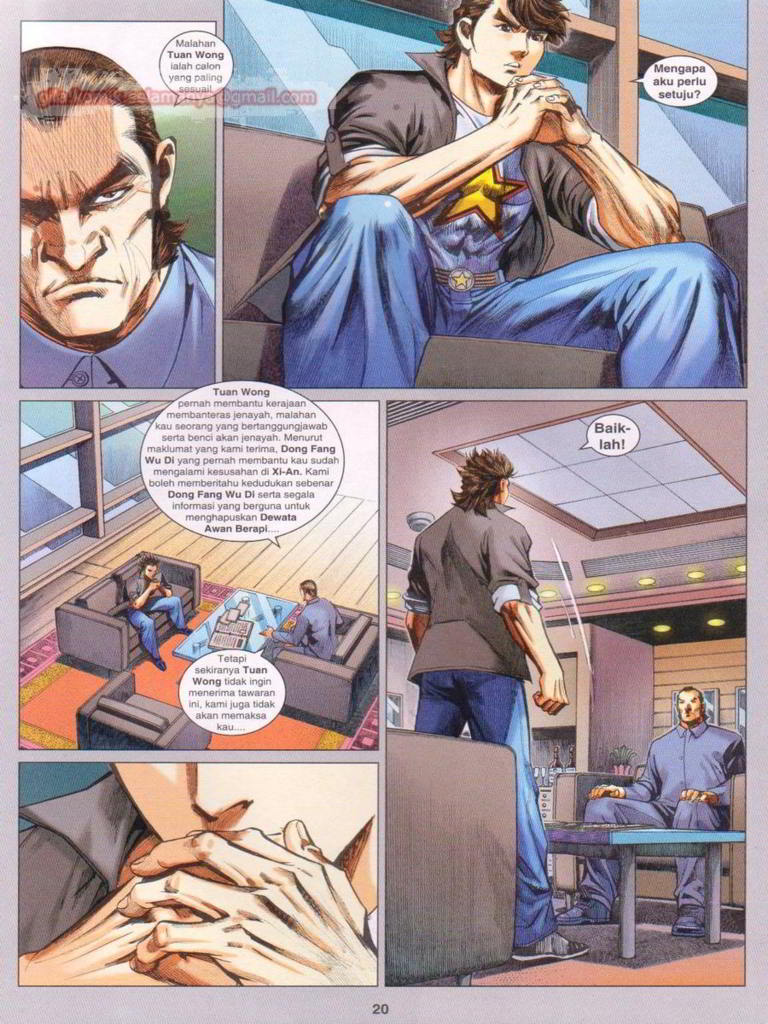 Malahan
Tuan Wong
ialah calon
yang paling
sesuai!
Mengapa
aku perlu
setuju?
Tuan Wong
pernah membantu kerajaan
membanteras jenayah, malahan
kau seorang yang bertanggungjawab
serta benci akan jenayah. Menurut
maklumat yang kami terima, Dong Fang
Wu Di yang pernah membantu kau sudah
mengalami kesusahan di Xi-An. Kami
boleh memberitahu kedudukan sebenar
Dong Fang Wu Di serta segala
informasi yang berguna untuk
menghapuskan Dewata
Awan Berapi....
Tetapi
sekiranya Tuan
Wong tidak ingin
menerima tawaran
ini, kami juga tidak
akan memaksa
kau....
Baik-
lah!
20